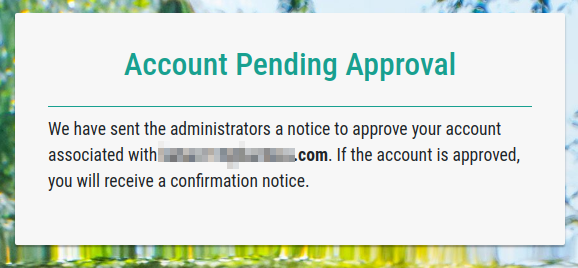 Account Pending Approval
We have sent the administrators a notice to approve your account
associated with .com. If the account is approved,
you will receive a confirmation notice.